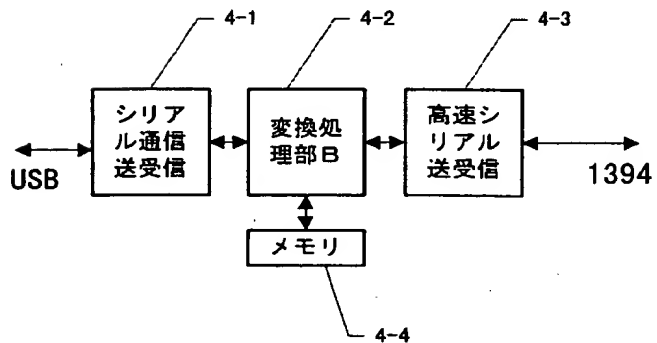 4-1
4-2
4-3
シリア
ル通信
送受信
変換処
理部B
高速シ
リアル
送受信
USB
1394
メモリ
4-4